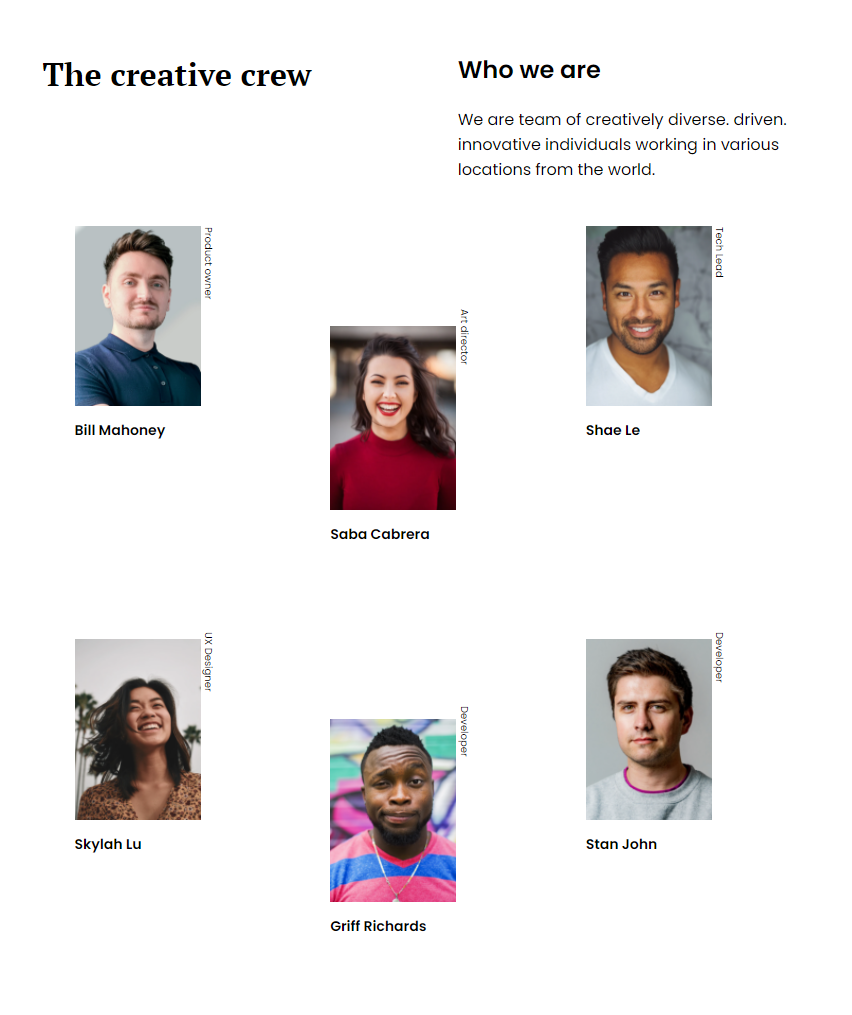 The creative crew
Who we are
We are team of creatively diverse. driven.
innovative individuals working in various
locations from the world.
Product owner
Bill Mahoney
Art director
Saba Cabrera
Tech Lead
Shae Le
UX Designer
Skylah Lu
Developer
Griff Richards
Developer
Stan John